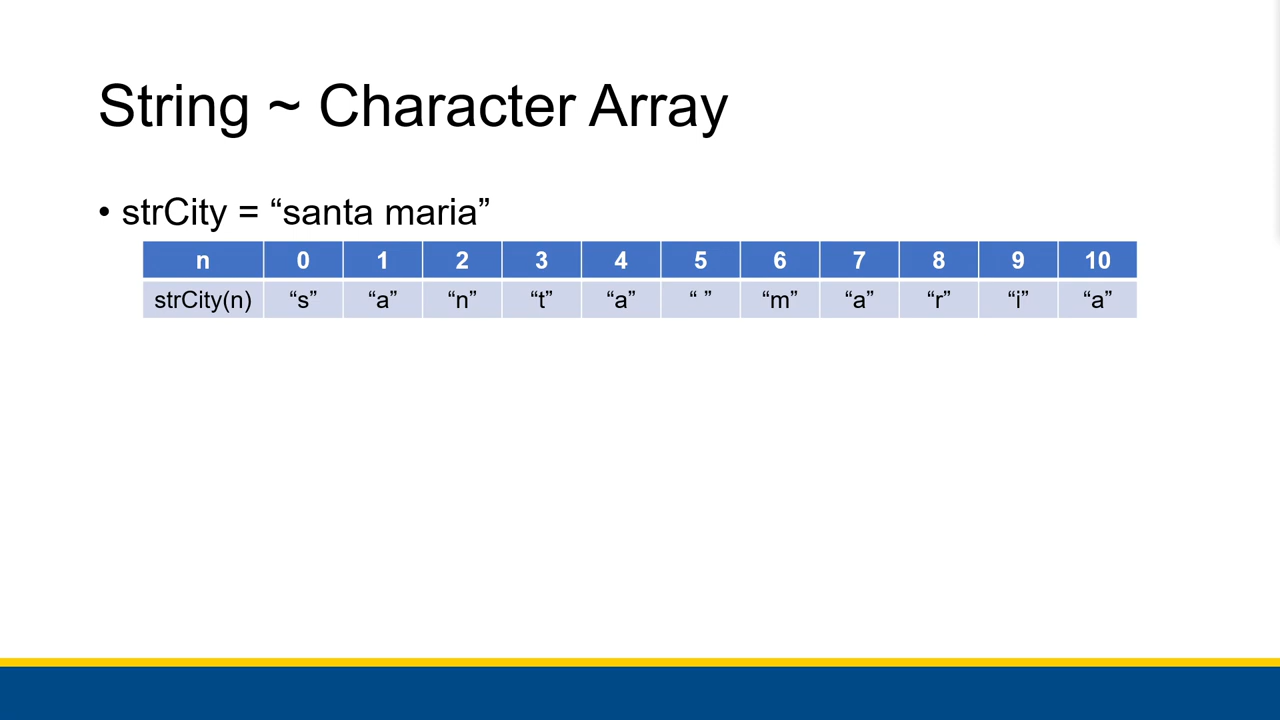 String ~ Character Array
• strCity = “santa maria”
n 0 1 2 3 4 5 6 7 8 9 10
strCity(n) “s” “a” “n” “t” “a” “ ” “m” “a” “r” “i” “a”